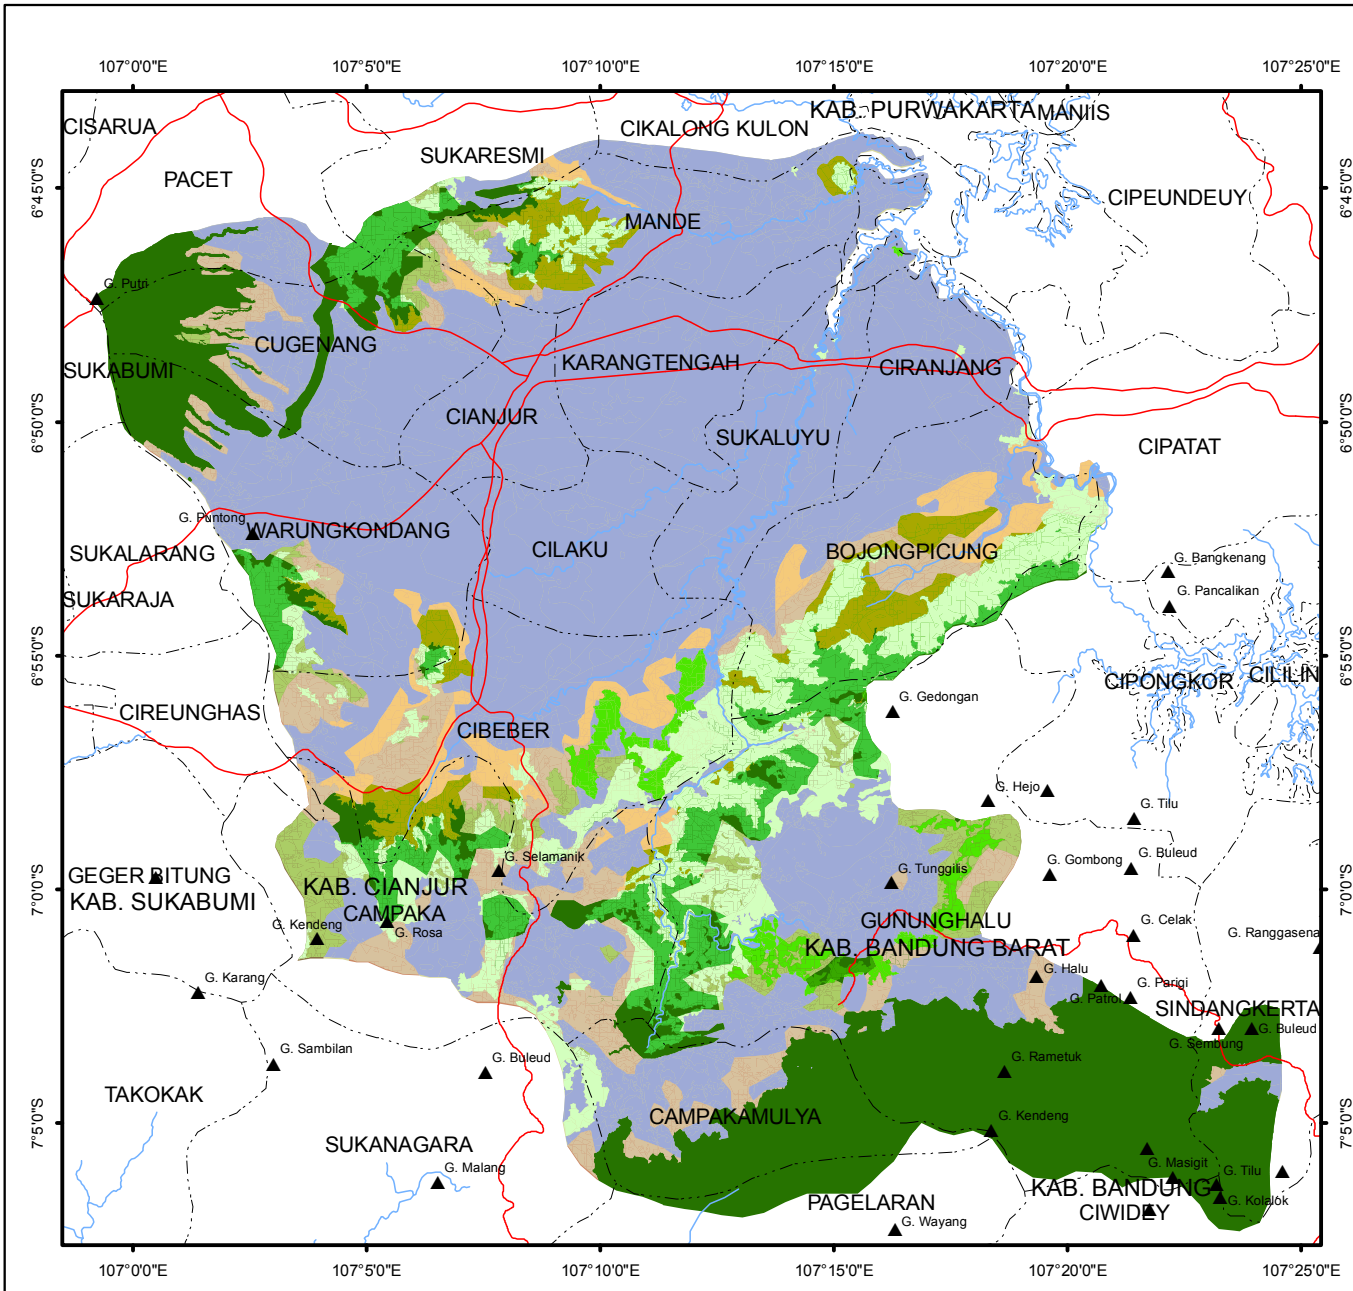 107°0'0"E
107°5'0"E
107°10'0"E
107°15'0"E
107°20'0"E
107°25'0"E
KAB. PURWAKARTA
MANIIS
CISARUA
CIKALONG KULON
SUKARESMI
PACET
6°45'0"S
6°45'0"S
CIPEUNDEUY
MANDE
G. Putri
CUGENANG
KARANGTENGAH
CIRANJANG
SUKABUMI
CIANJUR
6°50'0"S
6°50'0"S
SUKALUYU
CIPATAT
G. Puntong
WARUNGKONDANG
CILAKU
BOJONGPICUNG
SUKALARANG
G. Bangkenang
G. Pancalikan
SUKARAJA
6°55'0"S
6°55'0"S
CIPONGKOR
CILILIN
G. Gedongan
CIREUNGHAS
CIBEBER
G. Hejo
G. Tilu
G. Selamanik
G. Gombong
G. Buleud
G. Tunggilis
GEGER BITUNG
KAB. CIANJUR
7°0'0"S
7°0'0"S
KAB. SUKABUMI
CAMPAKA
GUNUNGHALU
G. Celak
G. Kendeng
G. Rosa
G. Ranggasena
KAB. BANDUNG BARAT
G. Karang
G. Halu
G. Parigi
G. Patrol
SINDANGKERTA
G. Buleud
G. Sembung
G. Sambilan
G. Buleud
G. Rametuk
TAKOKAK
CAMPAKAMULYA
G. Kendeng
7°5'0"S
7°5'0"S
SUKANAGARA
G. Malang
G. Masigit
G. Tilu
KAB. BANDUNG
PAGELARAN
G. Kolalok
CIWIDEY
G. Wayang
107°0'0"E
107°5'0"E
107°10'0"E
107°15'0"E
107°20'0"E
107°25'0"E